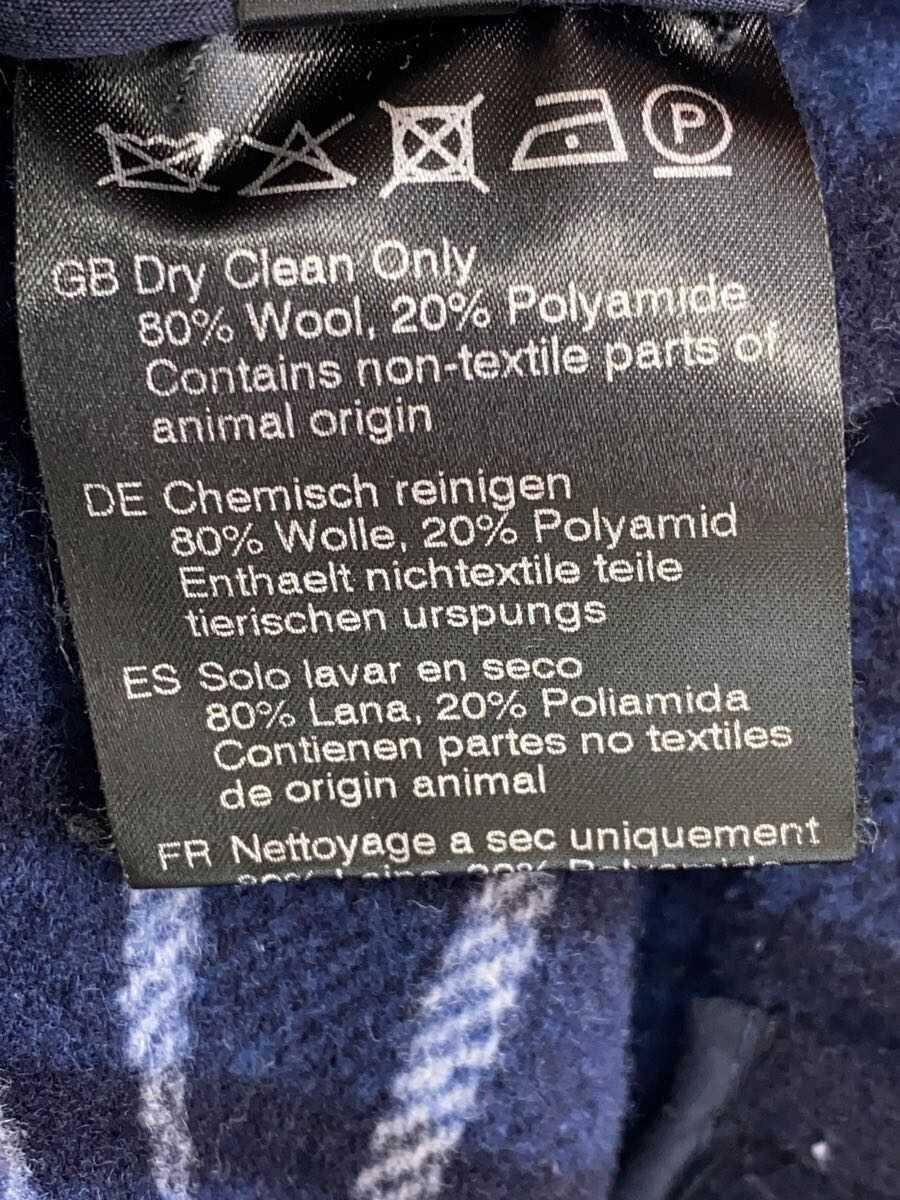 P
GB Dry Clean Only
80% Wool, 20% Polyamide
Contains non-textile parts of
animal origin
DE Chemisch reinigen
80% Wolle, 20% Polyamid
Enthaelt nichtextile teile
tierischen urspungs
ES Solo lavar en seco
80% Lana, 20% Poliamida
Contienen partes no textiles
de origin animal
FR Nettoyage a sec uniquement